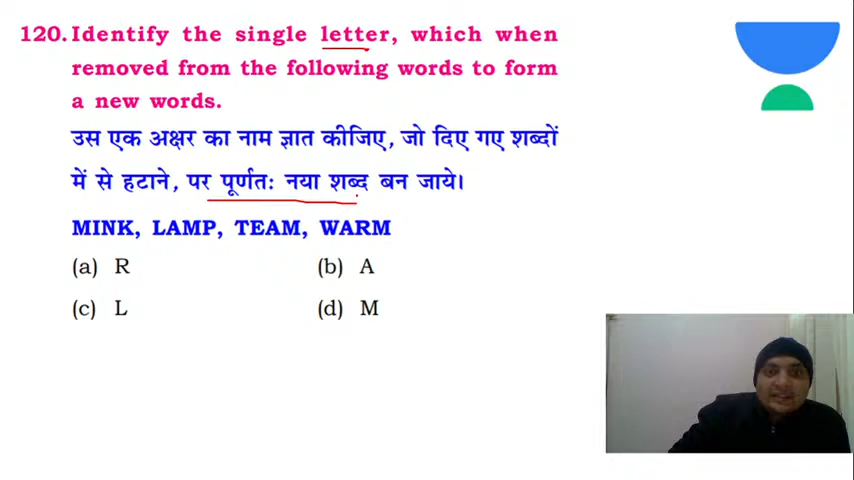 120. Identify the single letter, which when
removed from the following words to form
a new words.
उस एक अक्षर का नाम ज्ञात कीजिए, जो दिए गए शब्दों
में से हटाने, पर पूर्णतः नया शब्द बन जाये।
MINK, LAMP, TEAM, WARM
(a) R (b) A
(c) L (d) M